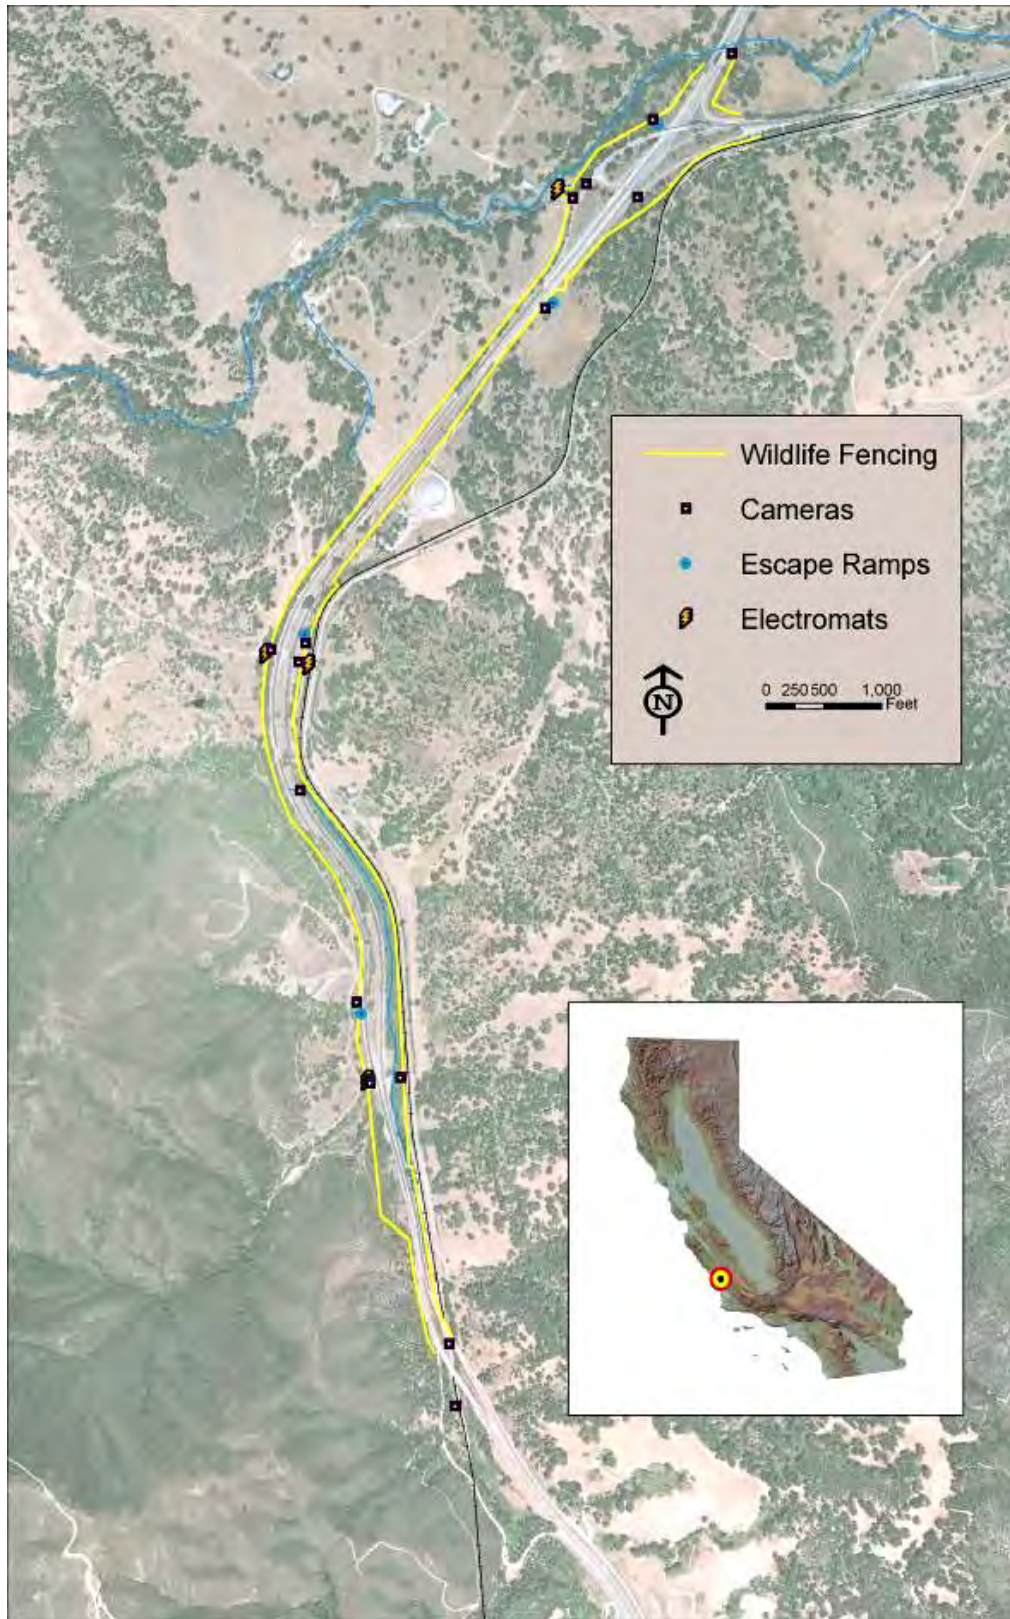 Wildlife Fencing
Cameras
Escape Ramps
Electromats
N
0 250 500 1,000
Feet